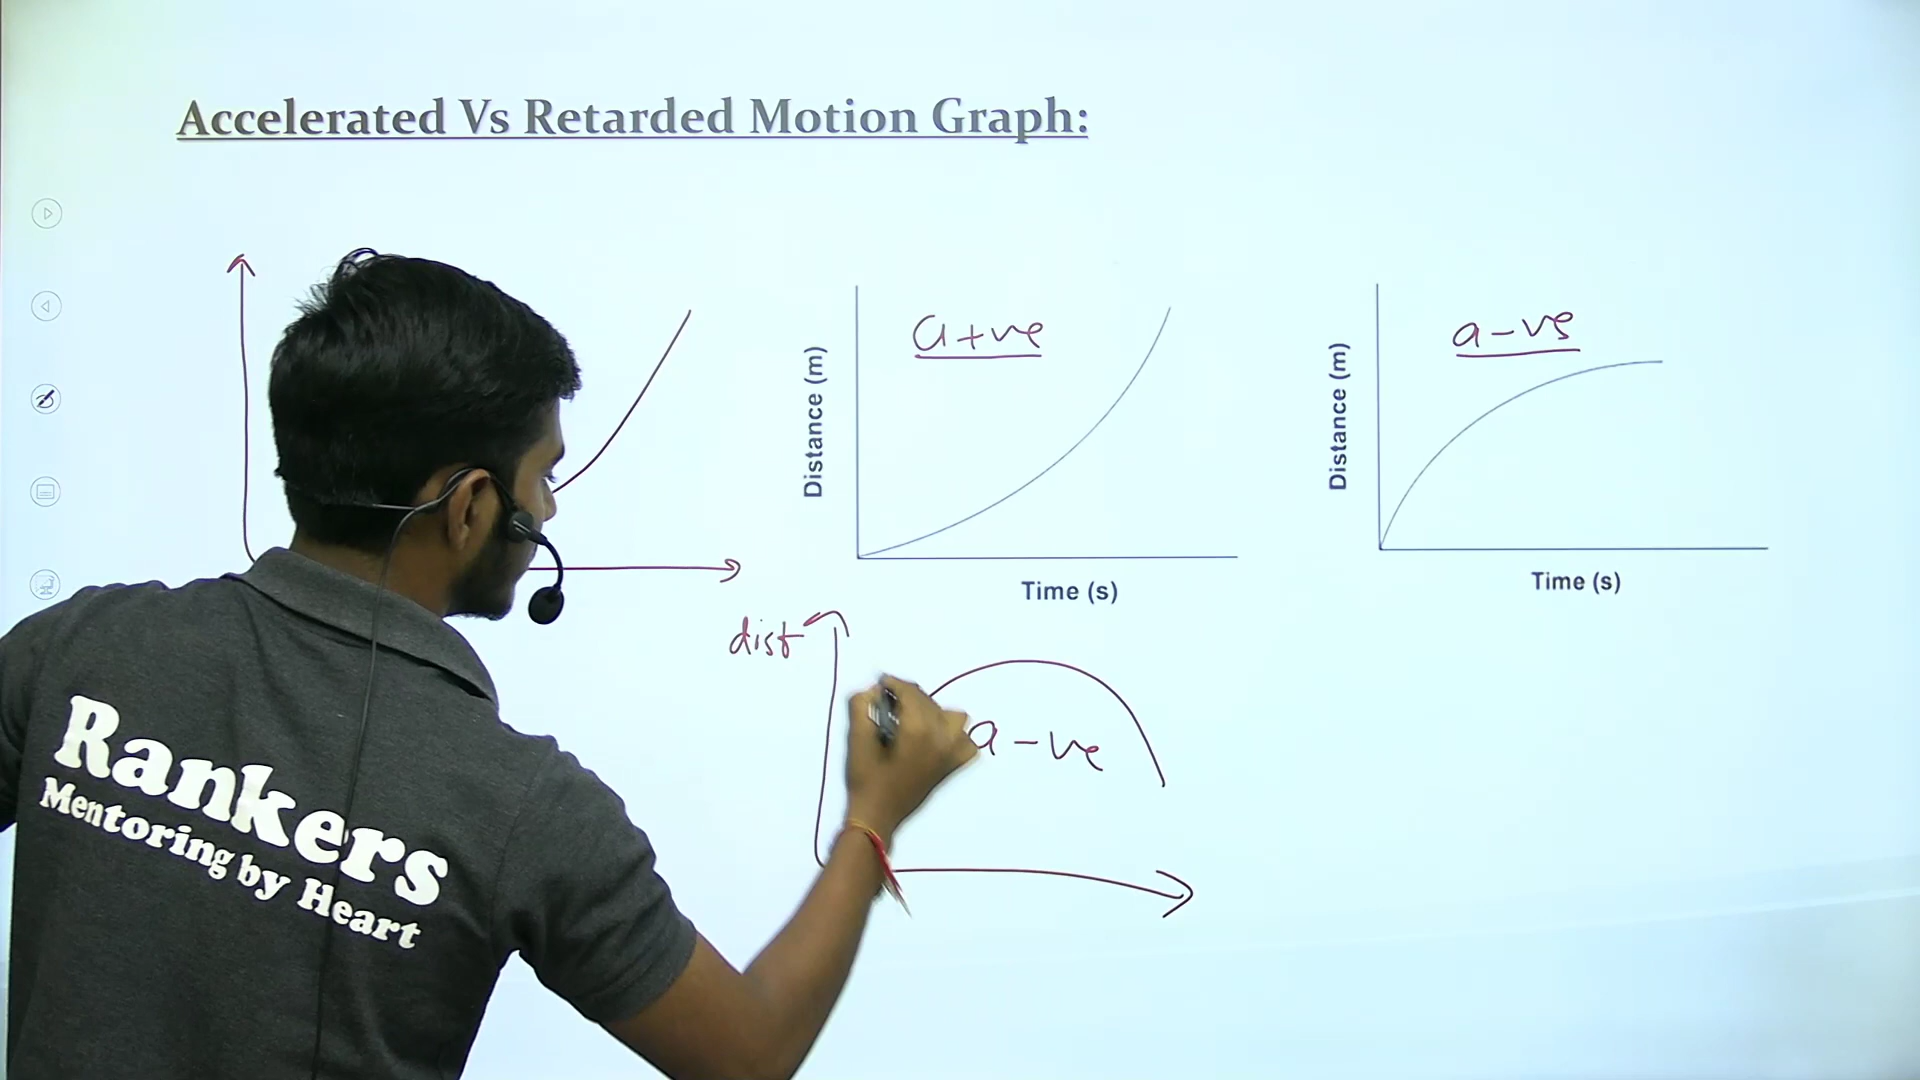 Accelerated Vs Retarded Motion Graph:
a+ve
Distance (m)
Time (s)
a-ve
Distance (m)
Time (s)
dist
a-ve
Rankers
Mentoring by Heart